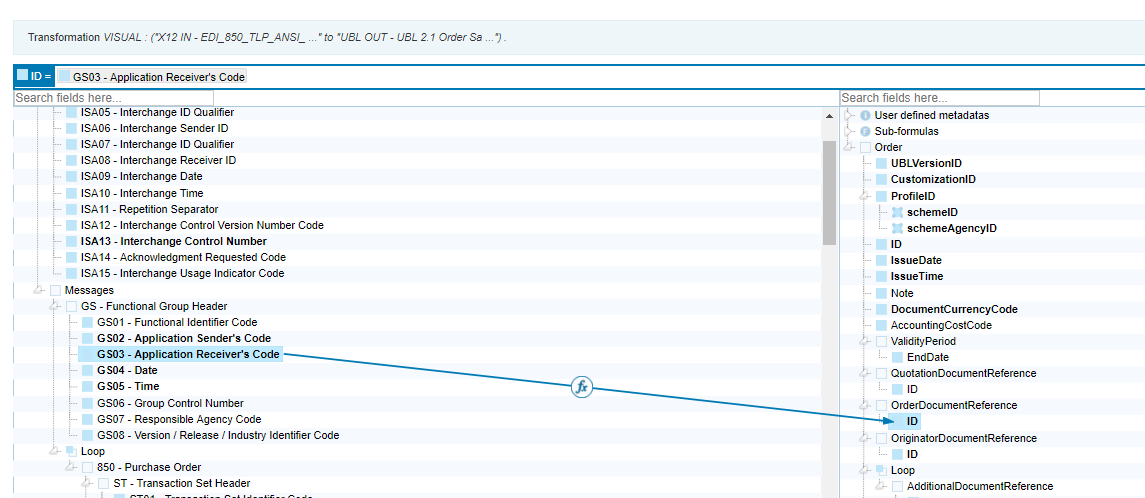 Transformation VISUAL : ("X12 IN - EDI_850_TLP_ANSI_ ..." to "UBL OUT - UBL 2.1 Order Sa ...") .
ID = GS03 - Application Receiver's Code
Search fields here...
ISA05 - Interchange ID Qualifier
ISA06 - Interchange Sender ID
ISA07 - Interchange ID Qualifier
ISA08 - Interchange Receiver ID
ISA09 - Interchange Date
ISA10 - Interchange Time
ISA11 - Repetition Separator
ISA12 - Interchange Control Version Number Code
ISA13 - Interchange Control Number
ISA14 - Acknowledgment Requested Code
ISA15 - Interchange Usage Indicator Code
Messages
GS - Functional Group Header
GS01 - Functional Identifier Code
GS02 - Application Sender's Code
GS03 - Application Receiver's Code
GS04 - Date
GS05 - Time
GS06 - Group Control Number
GS07 - Responsible Agency Code
GS08 - Version / Release / Industry Identifier Code
Loop
850 - Purchase Order
ST - Transaction Set Header
ST01 - Transaction Set Identifier Code
fx
Search fields here...
User defined metadatas
Sub-formulas
Order
UBLVersionID
CustomizationID
ProfileID
schemeID
schemeAgencyID
ID
IssueDate
IssueTime
Note
DocumentCurrencyCode
AccountingCostCode
ValidityPeriod
EndDate
QuotationDocumentReference
ID
OrderDocumentReference
ID
OriginatorDocumentReference
ID
Loop
AdditionalDocumentReference